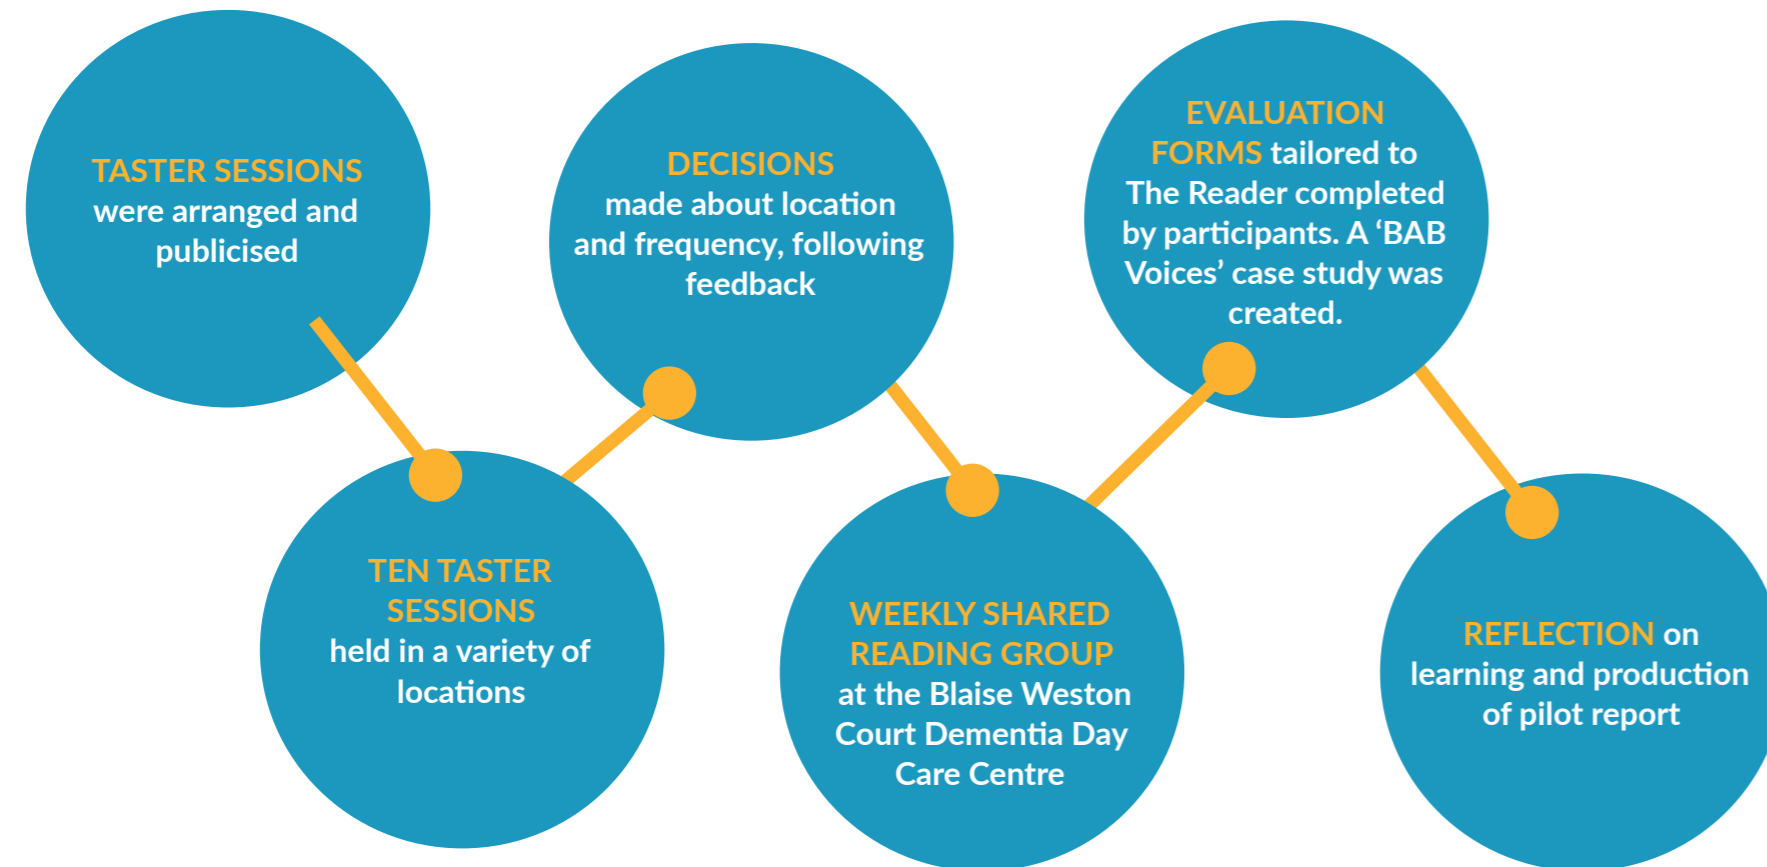 TASTER SESSIONS
were arranged and
publicised
TEN TASTER
SESSIONS
held in a variety of
locations
DECISIONS
made about location
and frequency, following
feedback
WEEKLY SHARED
READING GROUP
at the Blaise Weston
Court Dementia Day
Care Centre
EVALUATION
FORMS tailored to
The Reader completed
by participants. A ‘BAB
Voices’ case study was
created.
REFLECTION on
learning and production
of pilot report